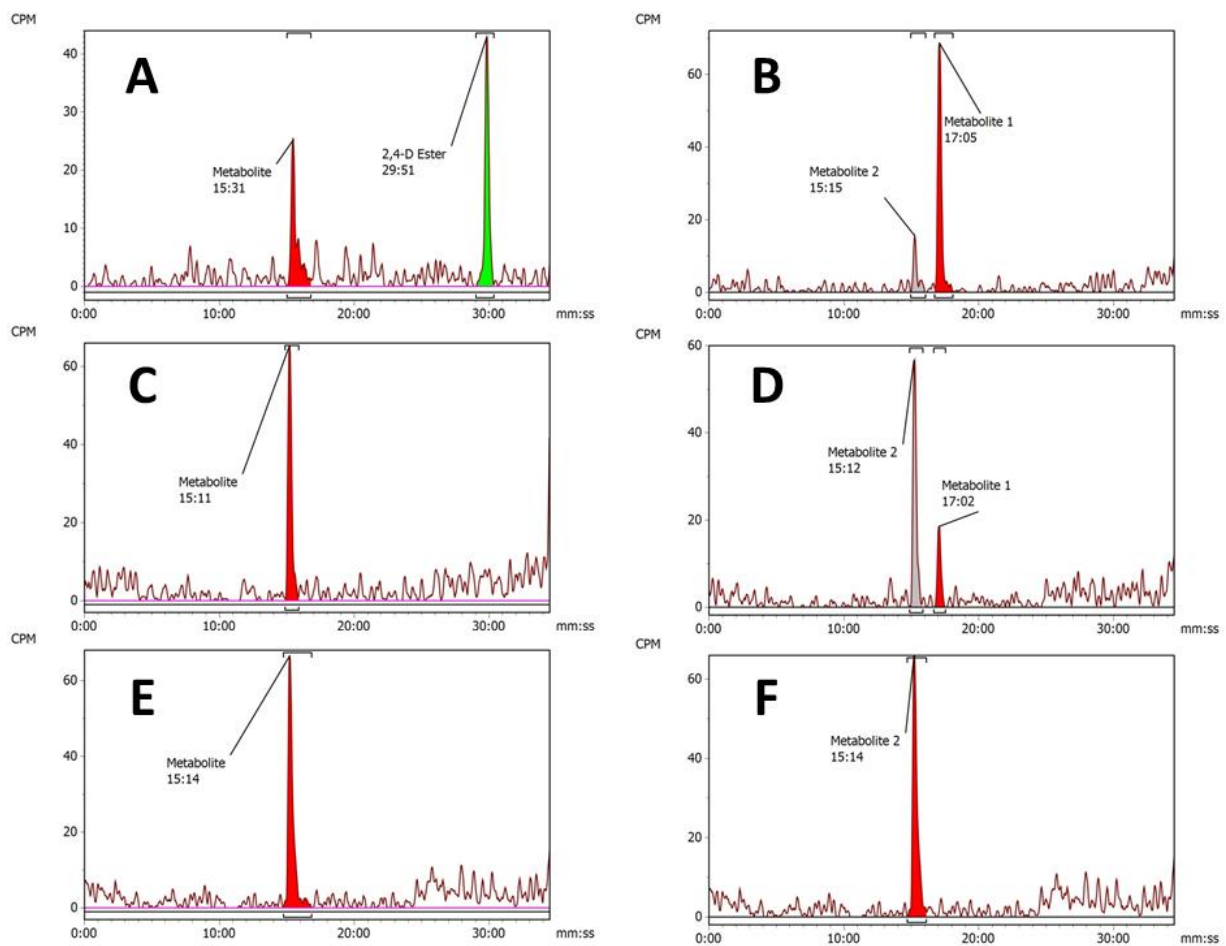 CPM
A
40
30
20
10
0
Metabolite
15:31
2,4-D Ester
29:51
0:00 10:00 20:00 30:00 mm:ss
CPM
B
60
40
20
0
Metabolite 1
17:05
Metabolite 2
15:15
0:00 10:00 20:00 30:00 mm:ss
CPM
C
60
40
20
0
Metabolite
15:11
0:00 10:00 20:00 30:00 mm:ss
CPM
D
60
40
20
0
Metabolite 2
15:12
Metabolite 1
17:02
0:00 10:00 20:00 30:00 mm:ss
CPM
E
60
40
20
0
Metabolite
15:14
0:00 10:00 20:00 30:00 mm:ss
CPM
F
60
40
20
0
Metabolite 2
15:14
0:00 10:00 20:00 30:00 mm:ss